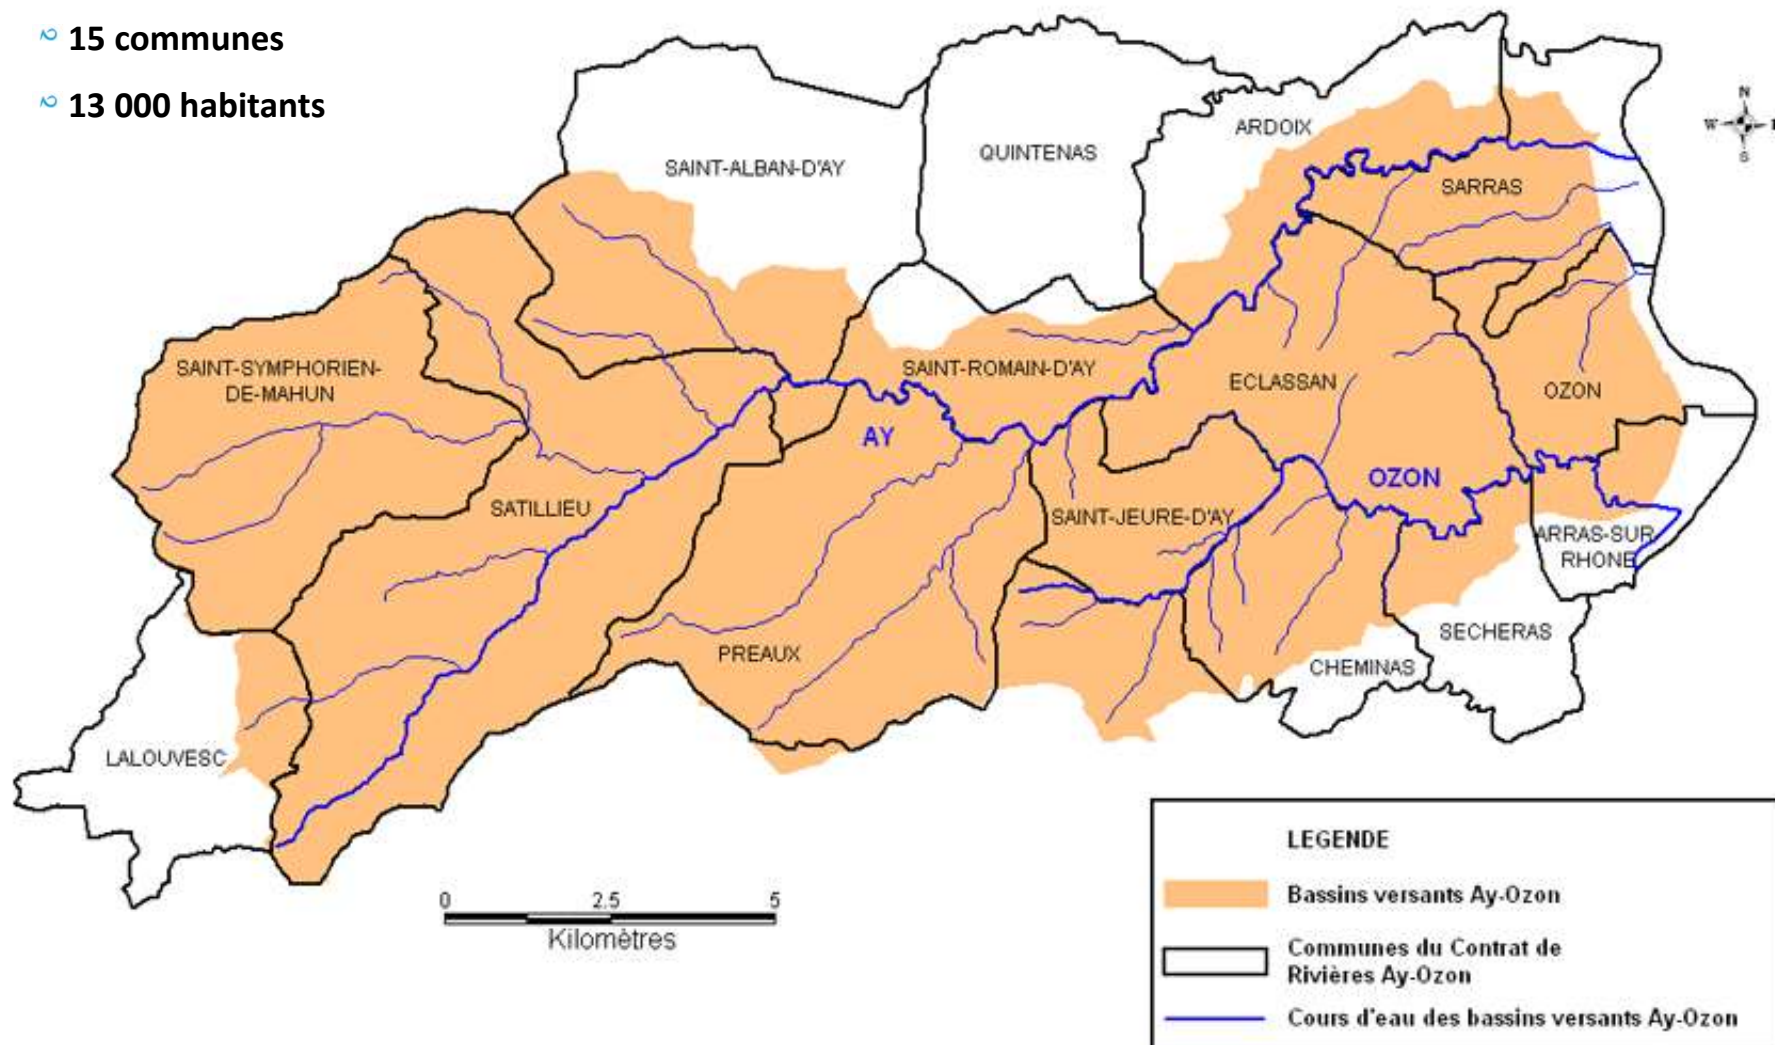 15 communes
13 000 habitants
N
W
S
ARDOIX
QUINTENAS
SAINT-ALBAN-D'AY
SARRAS
SAINT-SYMPHORIEN-
DE-MAHUN
SAINT-ROMAIN-D'AY
ECLASSAN
OZON
AY
OZON
SATILLIEU
SAINT-JEURE-D'AY
ARRAS-SUR
RHONE
SECHERAS
PREAUX
CHEMINAS
LALOUVESC
0 2.5 5
Kilomètres
LEGENDE
Bassins versants Ay-Ozon
Communes du Contrat de
Rivières Ay-Ozon
Cours d'eau des bassins versants Ay-Ozon